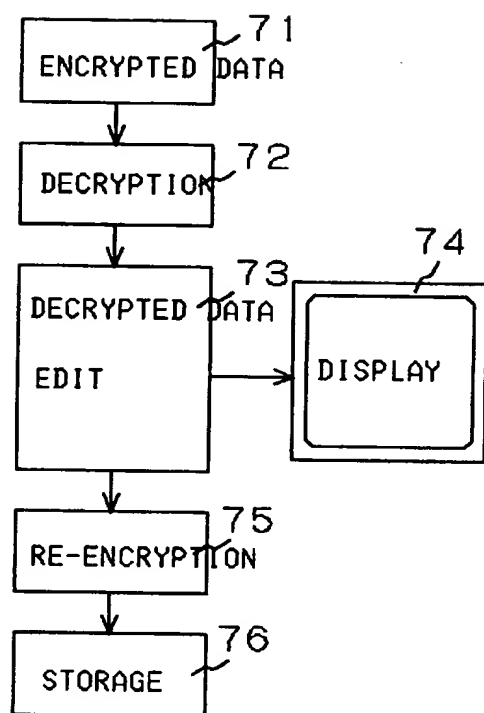 71
ENCRYPTED DATA
72
DECRYPTION
73
DECRYPTED DATA
EDIT
74
DISPLAY
75
RE-ENCRYPTION
76
STORAGE